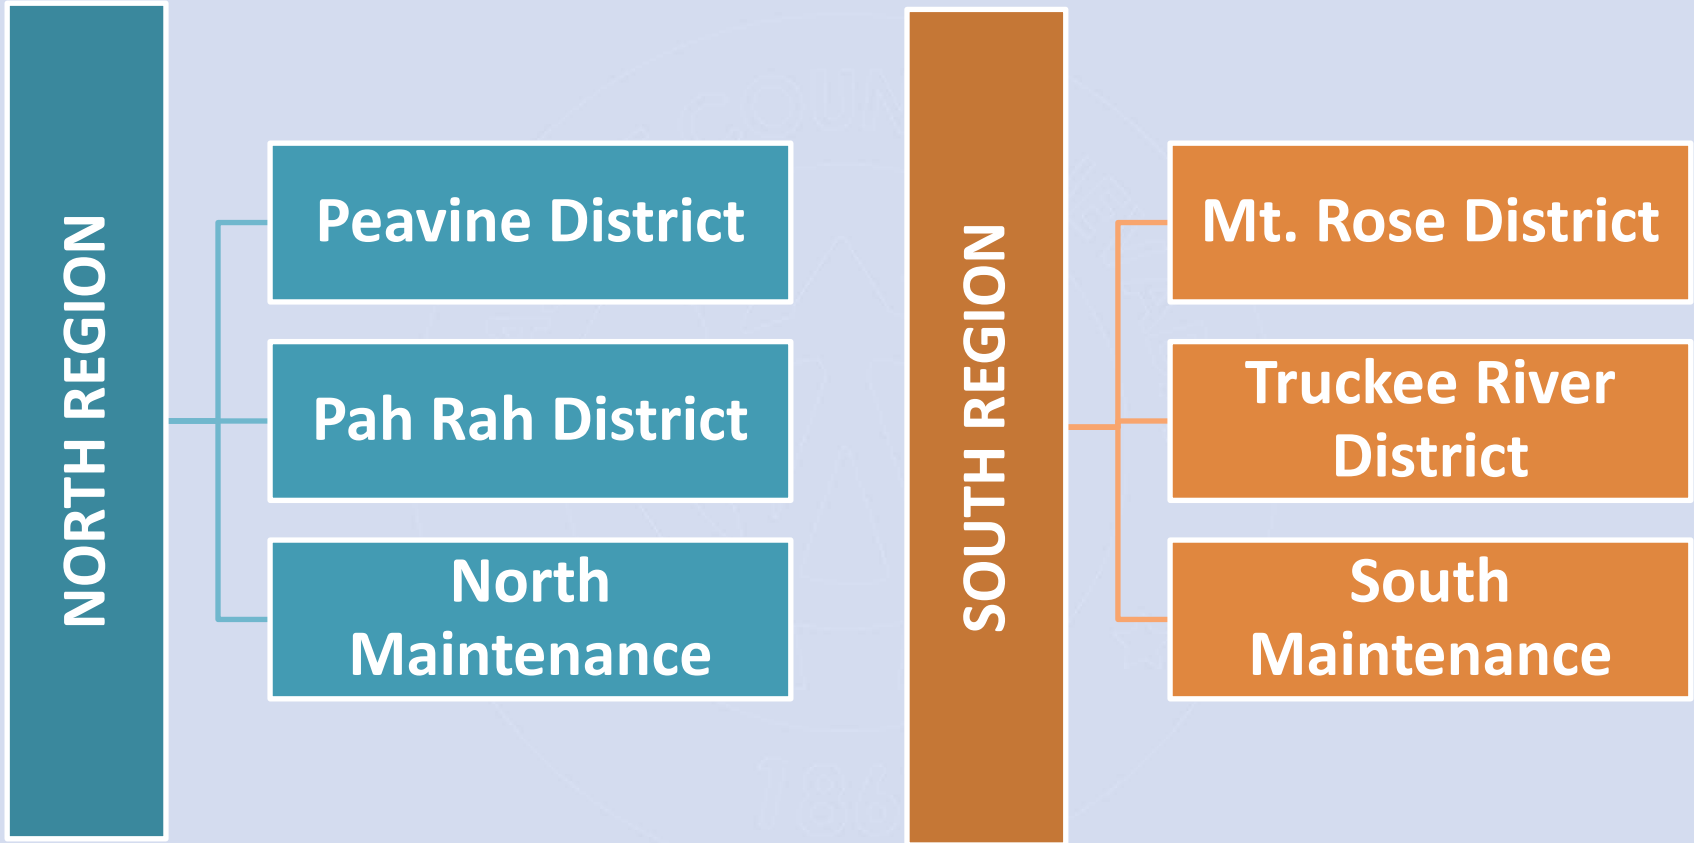 NORTH REGION
Peavine District
Pah Rah District
North
Maintenance
SOUTH REGION
Mt. Rose District
Truckee River
District
South
Maintenance